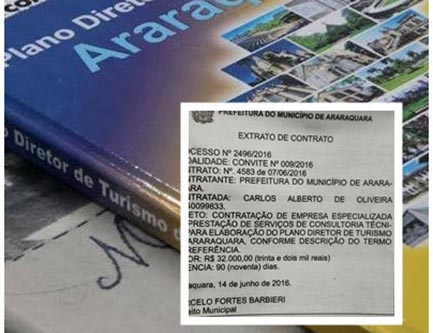 Plano Diretor
Araraqu
Diretor de Turismo d
PREFEITURA DO MUNICÍPIO DE ARARAQUARA
EXTRATO DE CONTRATO
OCESSO Nº 2496/2016
DALIDADE: CONVITE Nº 009/2016
NTRATO: Nº. 4583 de 07/06/2016
NTRATANTE: PREFEITURA DO MUNICÍPIO DE ARARA-
ARA.
NTRATADA: CARLOS ALBERTO DE OLIVEIRA
40099833.
ETO: CONTRATAÇÃO DE EMPRESA ESPECIALIZADA
PRESTAÇÃO DE SERVIÇOS DE CONSULTORIA TÉCNI-
PARA ELABORAÇÃO DO PLANO DIRETOR DE TURISMO
ARARAQUARA, CONFORME DESCRIÇÃO DO TERMO
REFERÊNCIA.
OR: R$ 32.000,00 (trinta e dois mil reais)
ENCIA: 90 (noventa) dias.
aquara, 14 de junho de 2016.
RCELO FORTES BARBIERI
eito Municipal